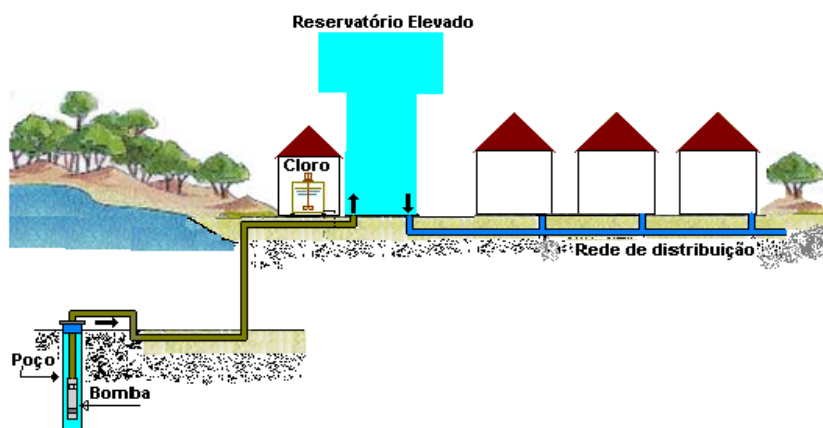 Reservatório Elevado
Cloro
Rede de distribuição
Poço
Bomba